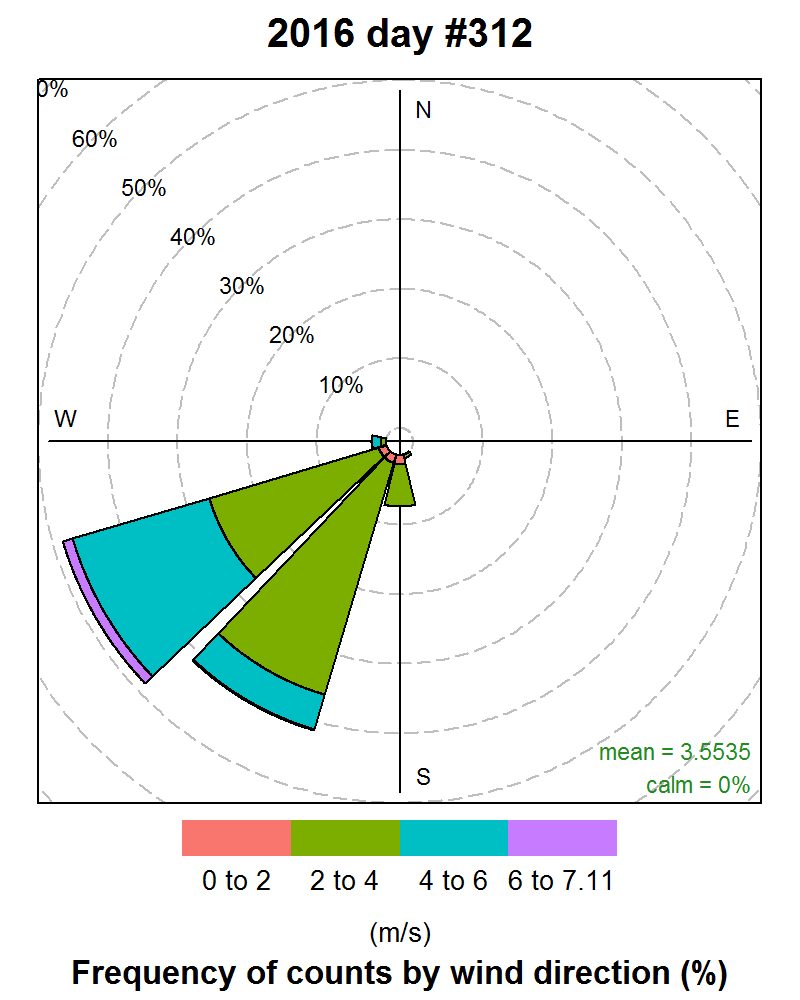 2016 day #312
0%
N
60%
50%
40%
30%
20%
10%
W
E
S
mean = 3.5535
calm = 0%
0 to 2 2 to 4 4 to 6 6 to 7.11
(m/s)
Frequency of counts by wind direction (%)